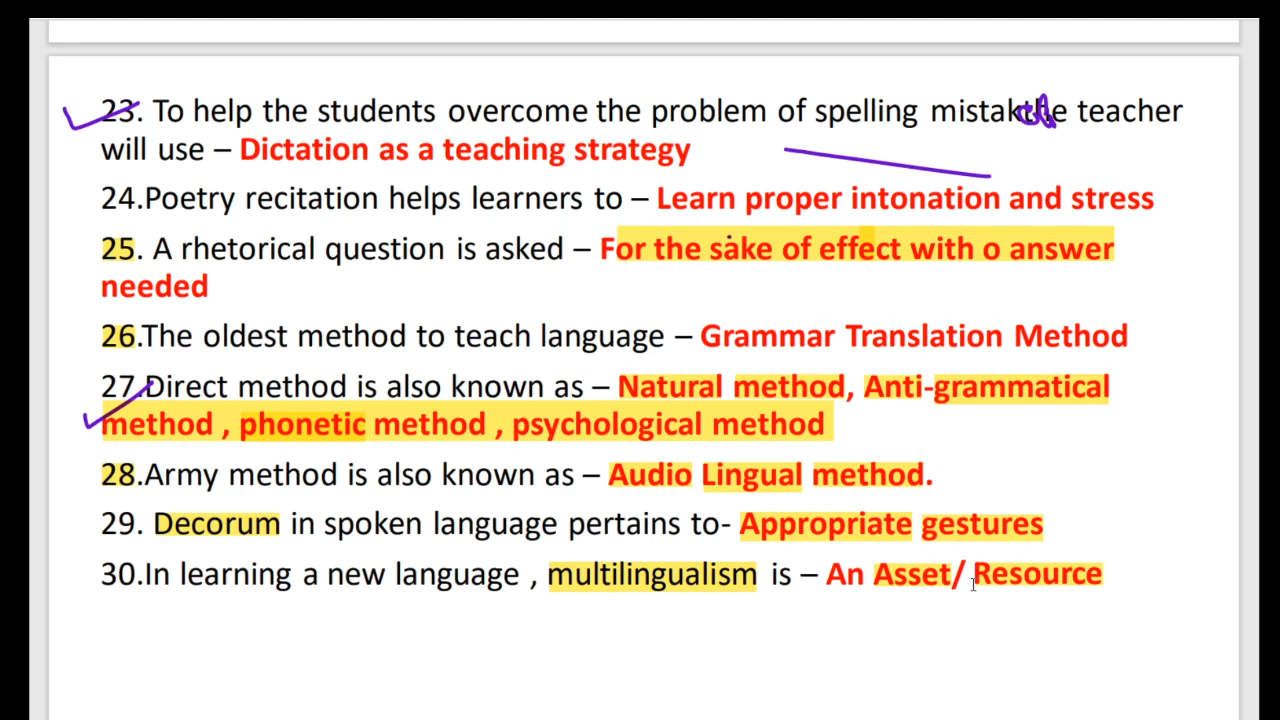 23. To help the students overcome the problem of spelling mistakthe teacher
will use – Dictation as a teaching strategy
24.Poetry recitation helps learners to – Learn proper intonation and stress
25. A rhetorical question is asked – For the sake of effect with o answer
needed
26.The oldest method to teach language – Grammar Translation Method
27.Direct method is also known as – Natural method, Anti-grammatical
method , phonetic method , psychological method
28.Army method is also known as – Audio Lingual method.
29. Decorum in spoken language pertains to- Appropriate gestures
30.In learning a new language , multilingualism is – An Asset/ Resource